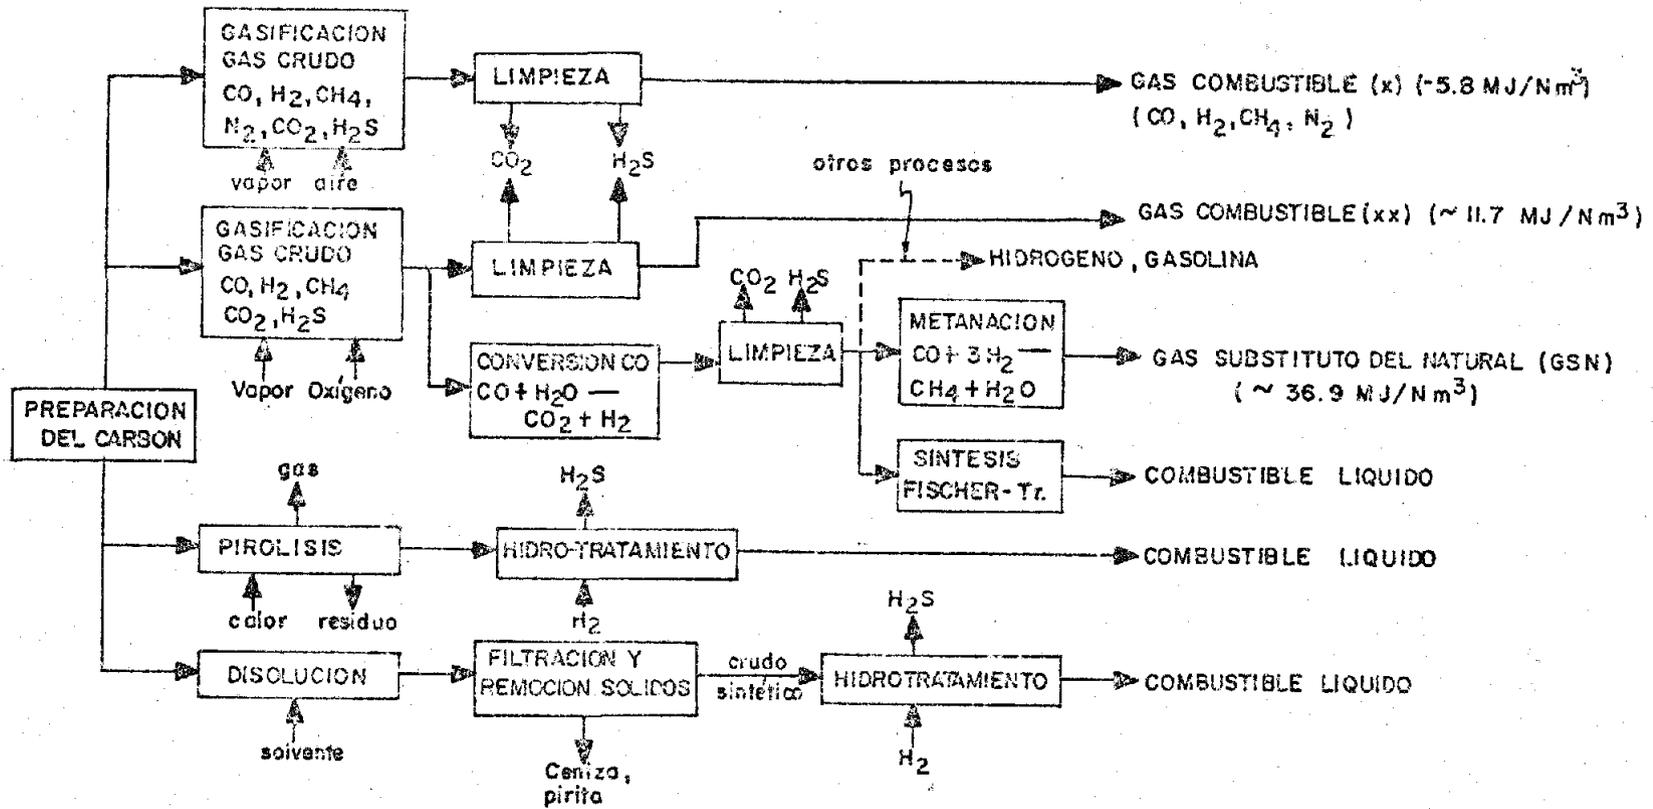 GASIFICACION
GAS CRUDO
CO, H2, CH4,
N2, CO2, H2S
vapor aire
LIMPIEZA
CO2 H2S
GAS COMBUSTIBLE (x) (~5.8 MJ/Nm3)
(CO, H2, CH4, N2)
otros procesos
GASIFICACION
GAS CRUDO
CO, H2, CH4
CO2, H2S
Vapor Oxígeno
LIMPIEZA
GAS COMBUSTIBLE (xx) (~ 11.7 MJ/Nm3)
HIDROGENO, GASOLINA
CONVERSION CO
CO + H2O —
CO2 + H2
CO2 H2S
LIMPIEZA
METANACION
CO + 3H2 —
CH4 + H2O
GAS SUBSTITUTO DEL NATURAL (GSN)
(~ 36.9 MJ/Nm3)
PREPARACION
DEL CARBON
SINTESIS
FISCHER-Tr.
COMBUSTIBLE LIQUIDO
gas
PIROLISIS
calor residuo
H2S
HIDRO-TRATAMIENTO
H2
COMBUSTIBLE LIQUIDO
DISOLUCION
solvente
FILTRACION Y
REMOCION SOLIDOS
Ceniza,
pirita
crudo
sintético
H2S
HIDROTRATAMIENTO
H2
COMBUSTIBLE LIQUIDO